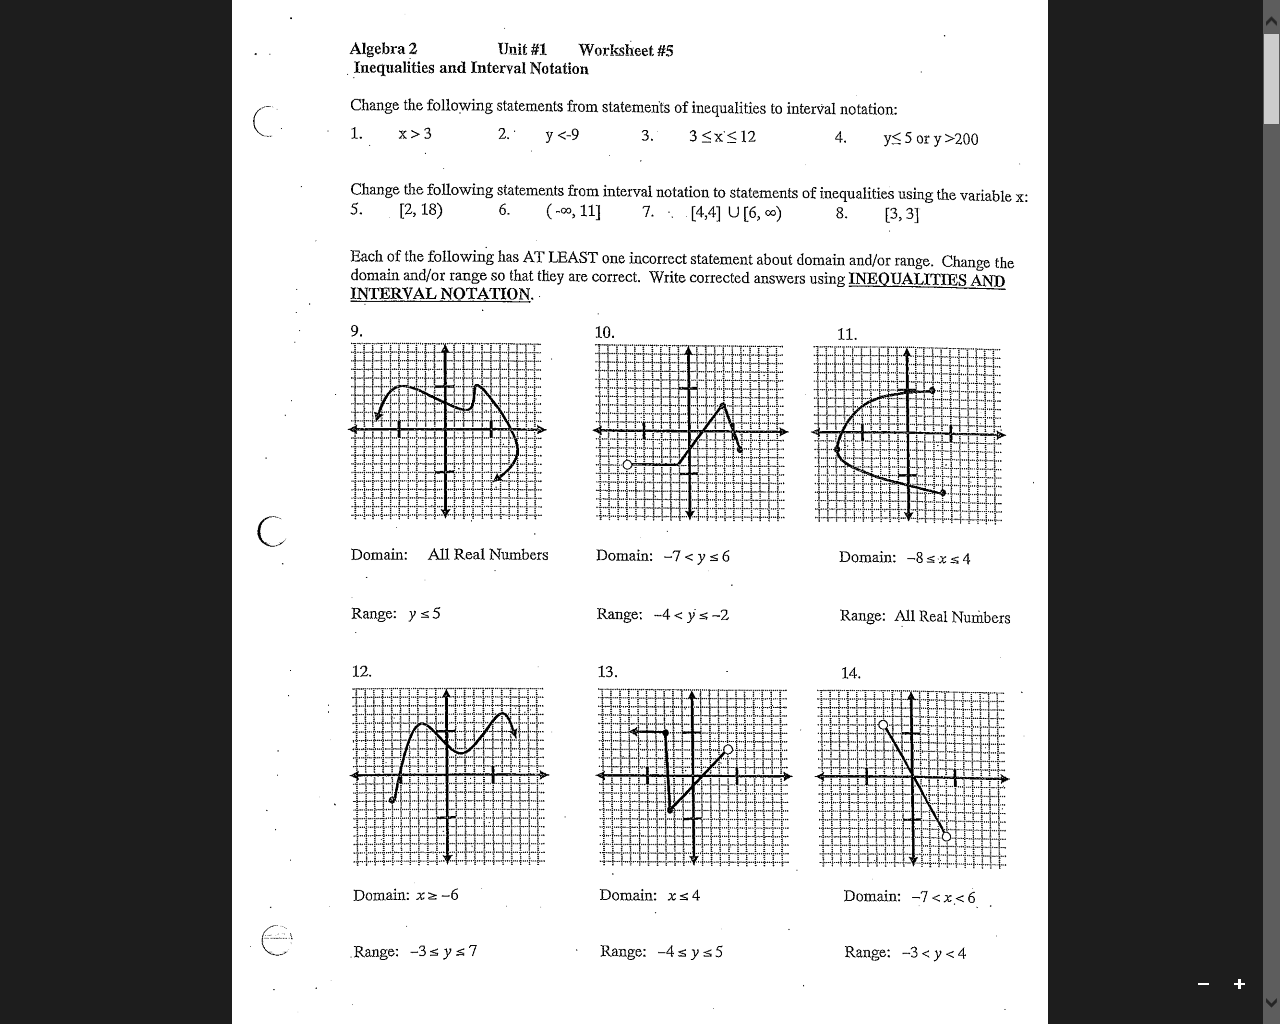 Algebra 2 Unit #1 Worksheet #5
Inequalities and Interval Notation
Change the following statements from statements of inequalities to interval notation:
1. x > 3 2. y <-9 3. 3 ≤ x ≤ 12 4. y≤ 5 or y >200
Change the following statements from interval notation to statements of inequalities using the variable x:
5. [2, 18) 6. ( -∞, 11] 7. [4,4] ∪ [6, ∞) 8. [3, 3]
Each of the following has AT LEAST one incorrect statement about domain and/or range. Change the
domain and/or range so that they are correct. Write corrected answers using INEQUALITIES AND
INTERVAL NOTATION.
9. 10. 11.
Domain: All Real Numbers Domain: −7 < y ≤ 6 Domain: −8 ≤ x ≤ 4
Range: y ≤ 5 Range: −4 < y ≤ −2 Range: All Real Numbers
12. 13. 14.
Domain: x ≥ −6 Domain: x ≤ 4 Domain: −7 < x < 6
Range: −3 ≤ y ≤ 7 Range: −4 ≤ y ≤ 5 Range: −3 < y < 4